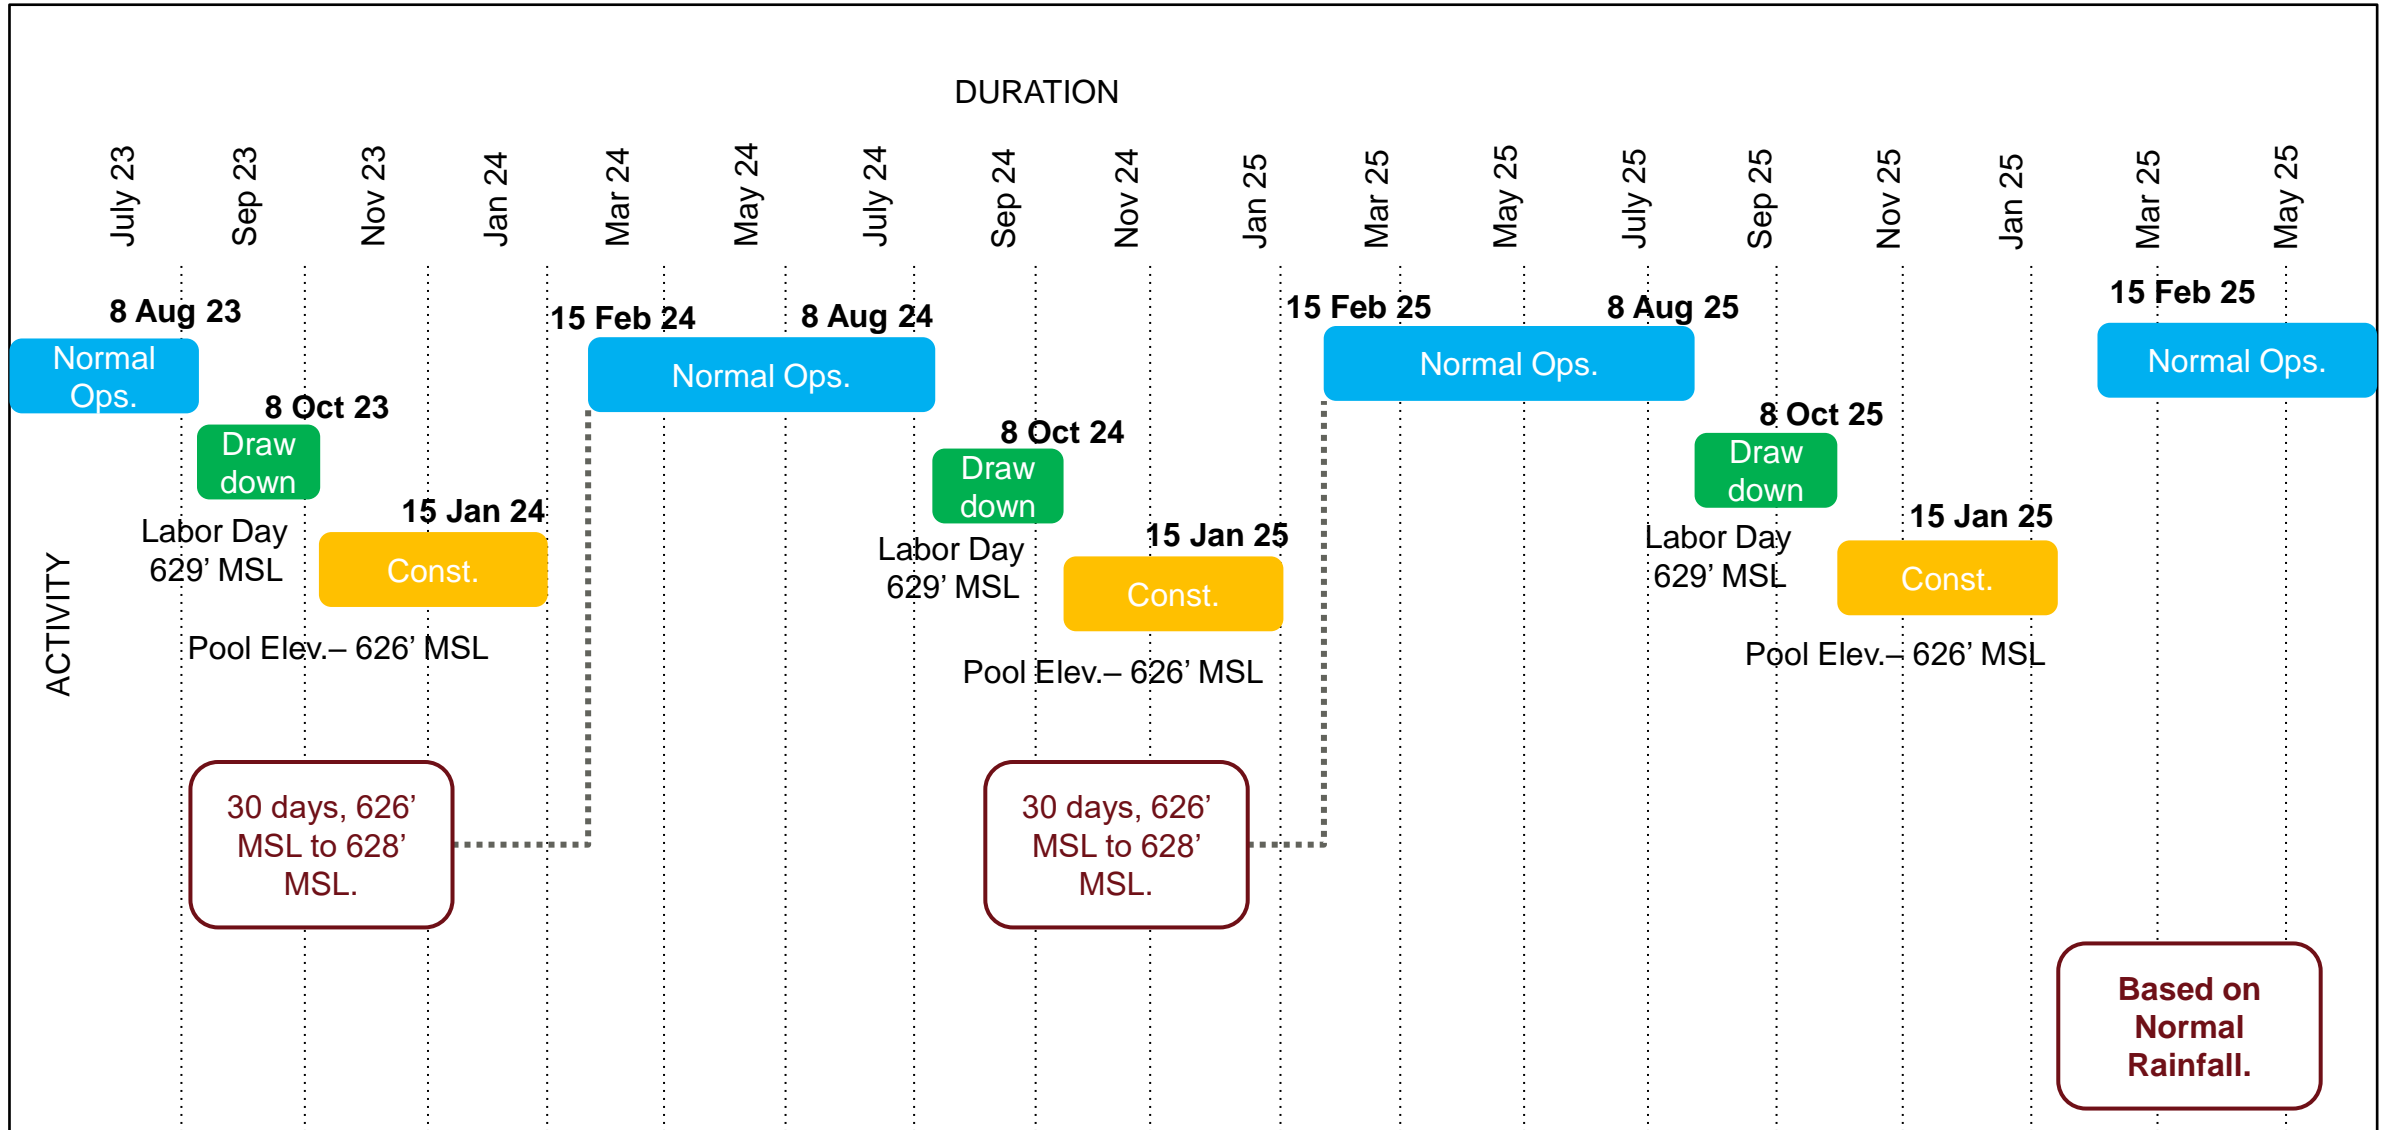 DURATION
July 23
Sep 23
Nov 23
Jan 24
Mar 24
May 24
July 24
Sep 24
Nov 24
Jan 25
Mar 25
May 25
July 25
Sep 25
Nov 25
Jan 25
Mar 25
May 25
ACTIVITY
8 Aug 23
Normal
Ops.
8 Oct 23
Draw
down
Labor Day
629’ MSL
15 Jan 24
Const.
Pool Elev.– 626’ MSL
30 days, 626’
MSL to 628’
MSL.
15 Feb 24
8 Aug 24
Normal Ops.
8 Oct 24
Draw
down
Labor Day
629’ MSL
15 Jan 25
Const.
Pool Elev.– 626’ MSL
30 days, 626’
MSL to 628’
MSL.
15 Feb 25
8 Aug 25
Normal Ops.
8 Oct 25
Draw
down
Labor Day
629’ MSL
15 Jan 25
Const.
Pool Elev.– 626’ MSL
15 Feb 25
Normal Ops.
Based on
Normal
Rainfall.